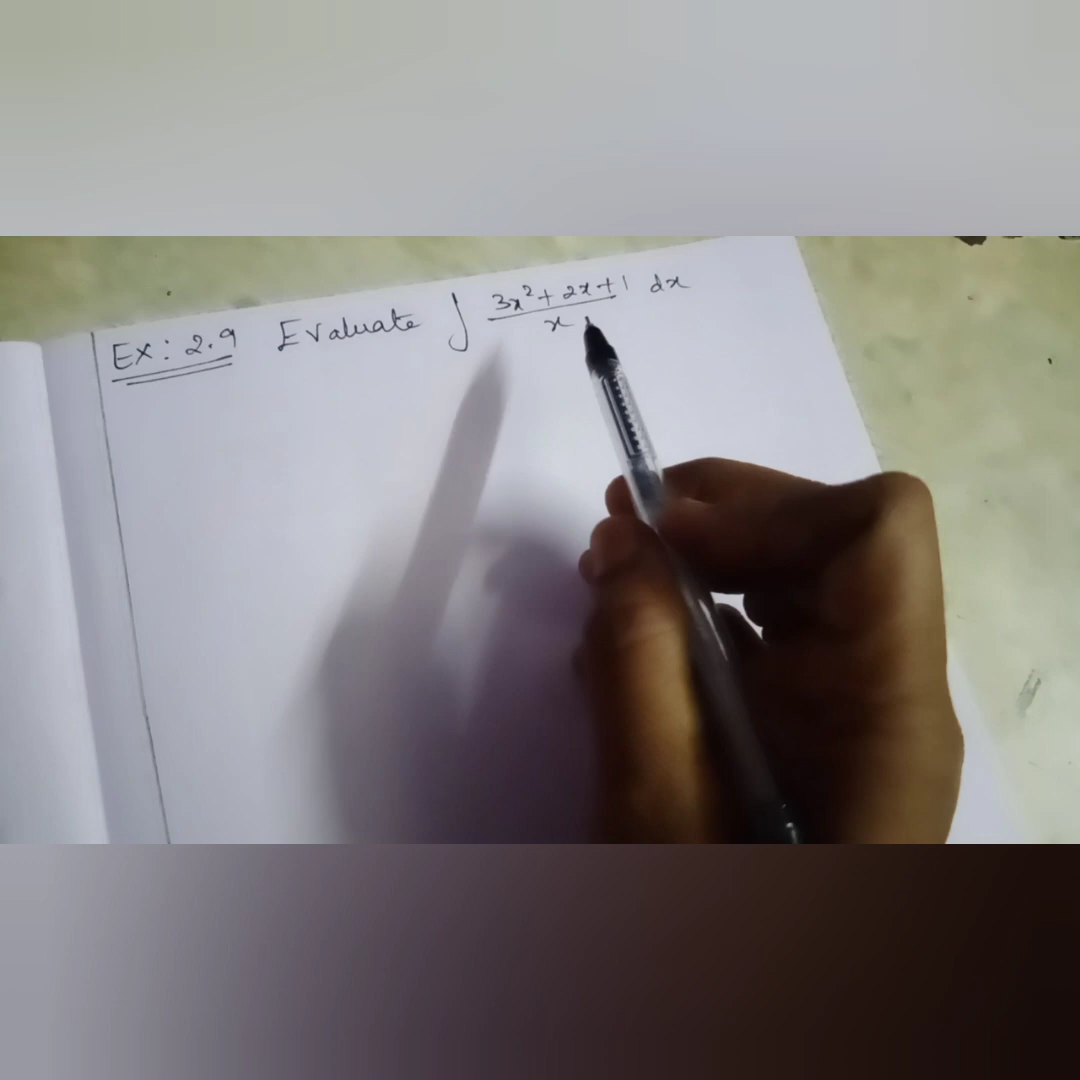 Ex: 2.9 Evaluate ∫ (3x² + 2x + 1)/x dx